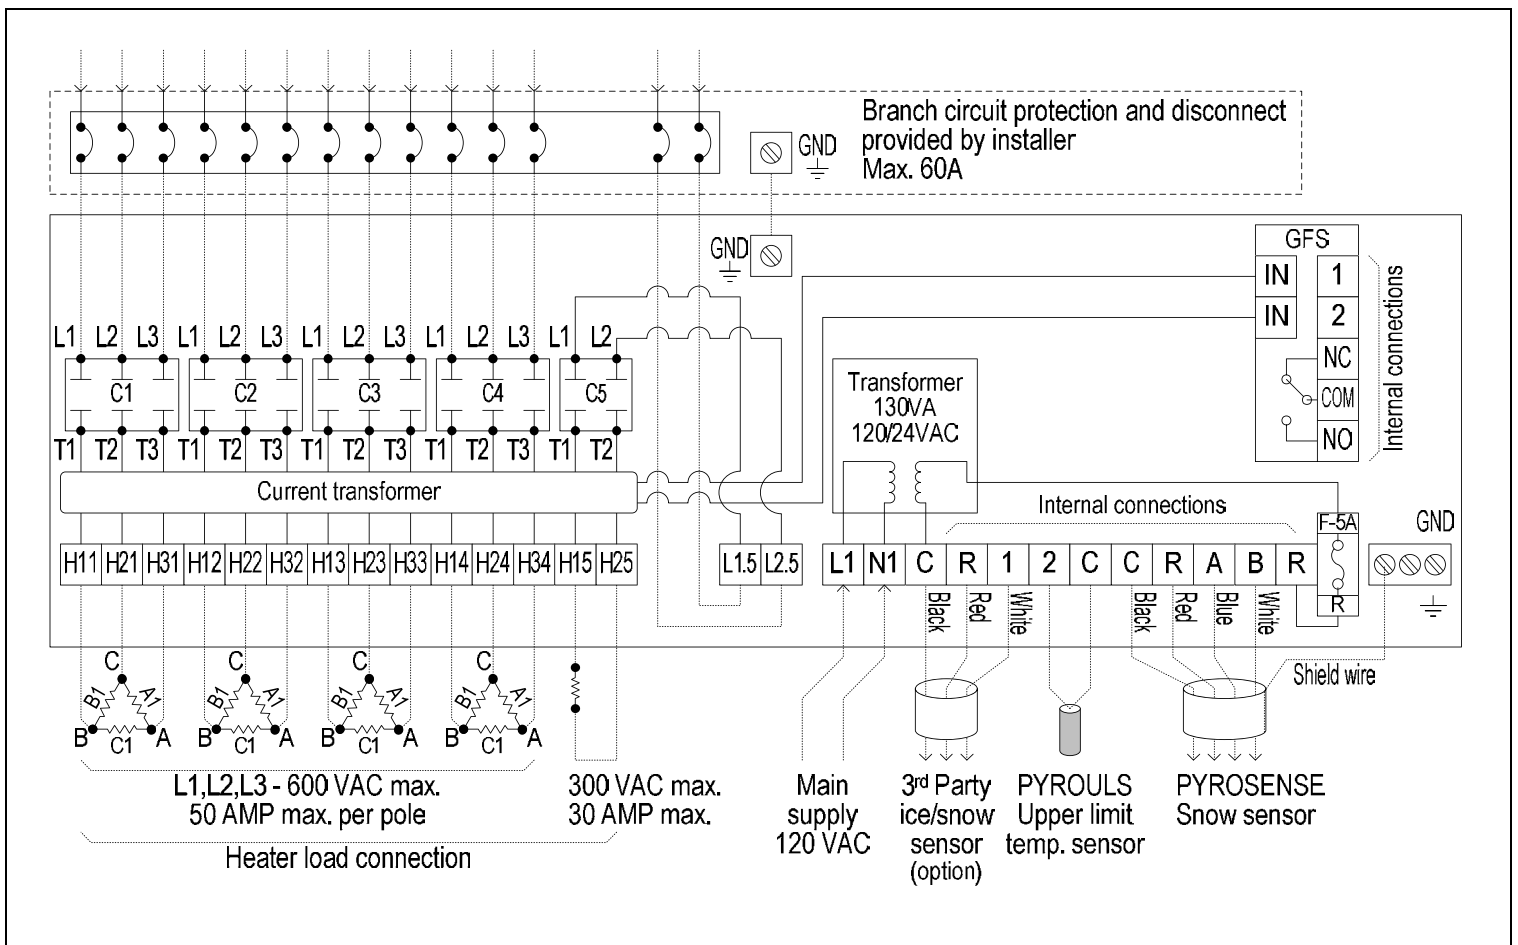 Branch circuit protection and disconnect
provided by installer
Max. 60A
GND
GND
GFS
IN 1
IN 2
NC
COM
NO
Internal connections
L1 L2 L3 L1 L2 L3 L1 L2 L3 L1 L2 L3 L1 L2
C1 C2 C3 C4 C5
T1 T2 T3 T1 T2 T3 T1 T2 T3 T1 T2 T3 T1 T2
Transformer
130VA
120/24VAC
Current transformer
Internal connections
F-5A
GND
H11 H21 H31 H12 H22 H32 H13 H23 H33 H14 H24 H34 H15 H25
L1.5 L2.5
L1 N1 C R 1 2 C C R A B R
R
Black Red White
Black Red Blue White
Shield wire
C C C C
B1 A1 B1 A1 B1 A1 B1 A1
B C1 A B C1 A B C1 A B C1 A
L1,L2,L3 - 600 VAC max.
50 AMP max. per pole
300 VAC max.
30 AMP max.
Heater load connection
Main
supply
120 VAC
3rd Party
ice/snow
sensor
(option)
PYROULS
Upper limit
temp. sensor
PYROSENSE
Snow sensor